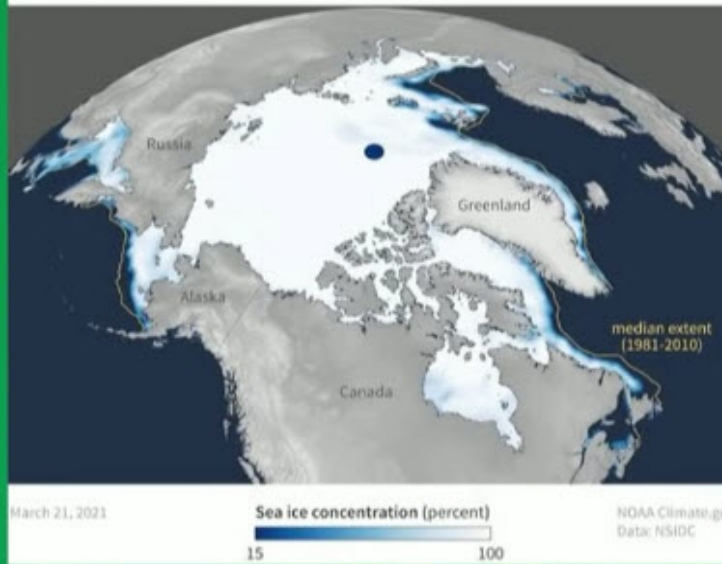 Russia
Greenland
Alaska
median extent
(1981-2010)
Canada
March 21, 2021
Sea ice concentration (percent)
NOAA Climate.g
Data: NSIDC
15
100